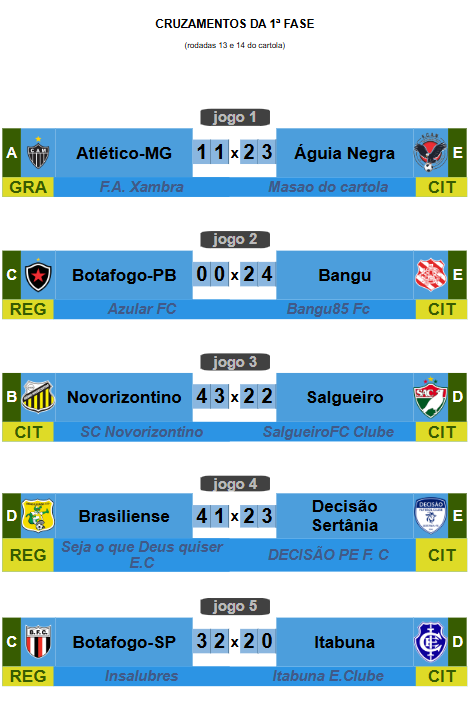 CRUZAMENTOS DA 1ª FASE
(rodadas 13 e 14 do cartola)
jogo 1
A Atlético-MG 1 1 x 2 3 Águia Negra E
GRA F.A. Xambra Masao do cartola CIT
jogo 2
C Botafogo-PB 0 0 x 2 4 Bangu E
REG Azular FC Bangu85 Fc CIT
jogo 3
B Novorizontino 4 3 x 2 2 Salgueiro D
CIT SC Novorizontino SalgueiroFC Clube CIT
jogo 4
D Brasiliense 4 1 x 2 3 Decisão Sertânia E
REG Seja o que Deus quiser E.C DECISÃO PE F. C CIT
jogo 5
C Botafogo-SP 3 2 x 2 0 Itabuna D
REG Insalubres Itabuna E.Clube CIT